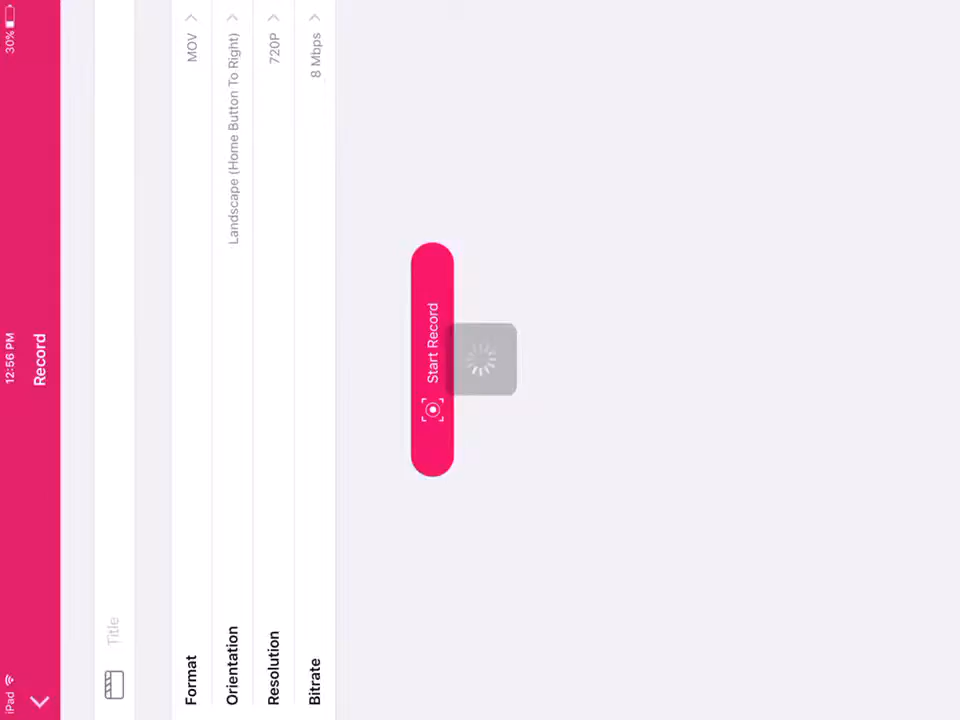 iPad 12:56 PM 30%
Record
Title
Format MOV
Orientation Landscape (Home Button To Right)
Resolution 720P
Bitrate 8 Mbps
Start Record